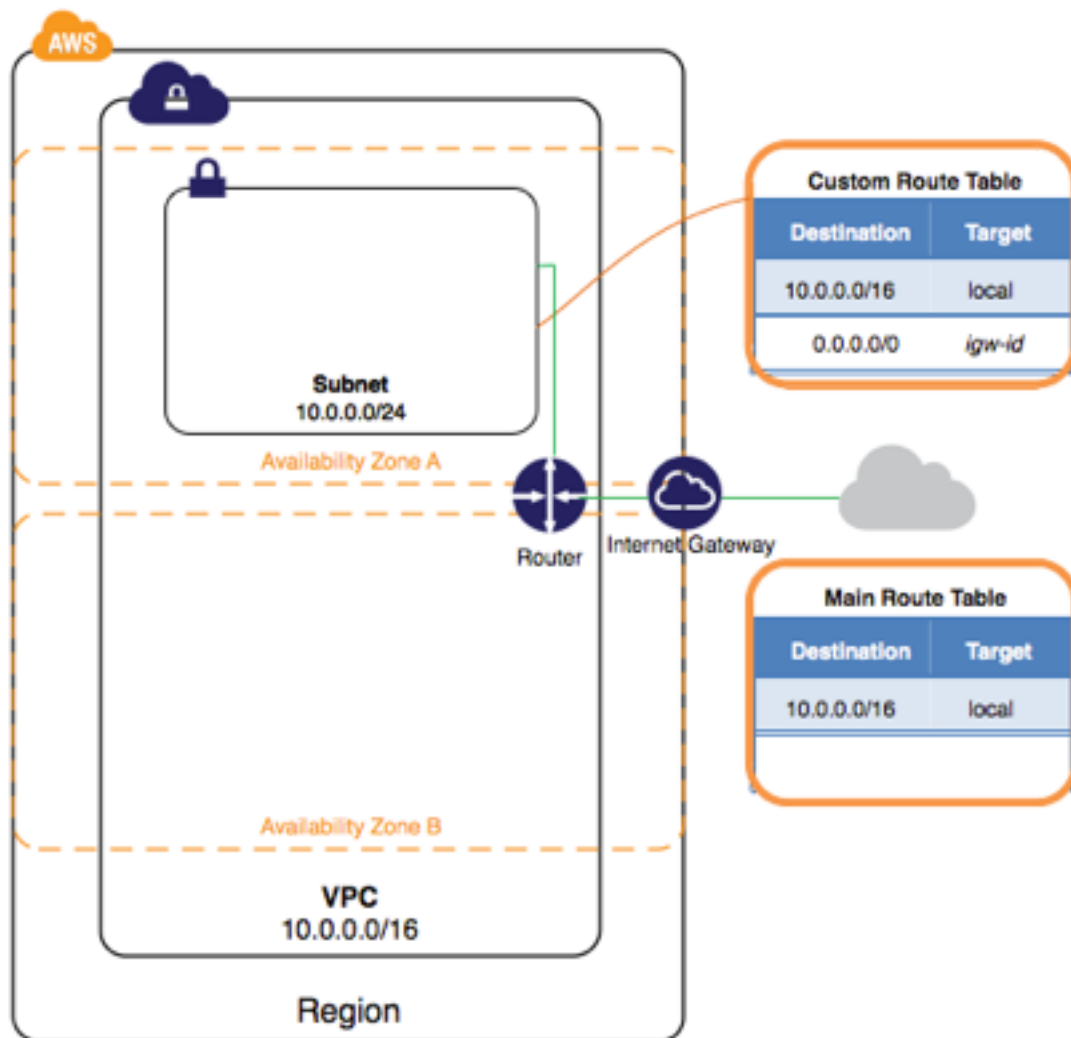 AWS
Custom Route Table
Destination Target
10.0.0.0/16 local
0.0.0.0/0 igw-id
Subnet
10.0.0.0/24
Availability Zone A
Router
Internet Gateway
Main Route Table
Destination Target
10.0.0.0/16 local
Availability Zone B
VPC
10.0.0.0/16
Region